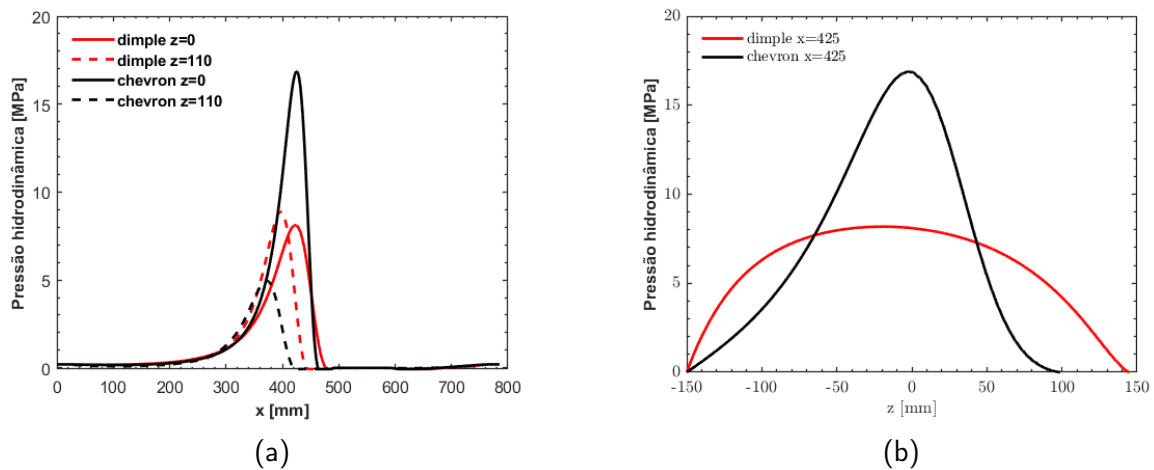 20
15
10
5
0
Pressão hidrodinâmica [MPa]
dimple z=0
dimple z=110
chevron z=0
chevron z=110
0 100 200 300 400 500 600 700 800
x [mm]
(a)
20
15
10
5
0
Pressão hidrodinâmica [MPa]
dimple x=425
chevron x=425
-150 -100 -50 0 50 100 150
z [mm]
(b)